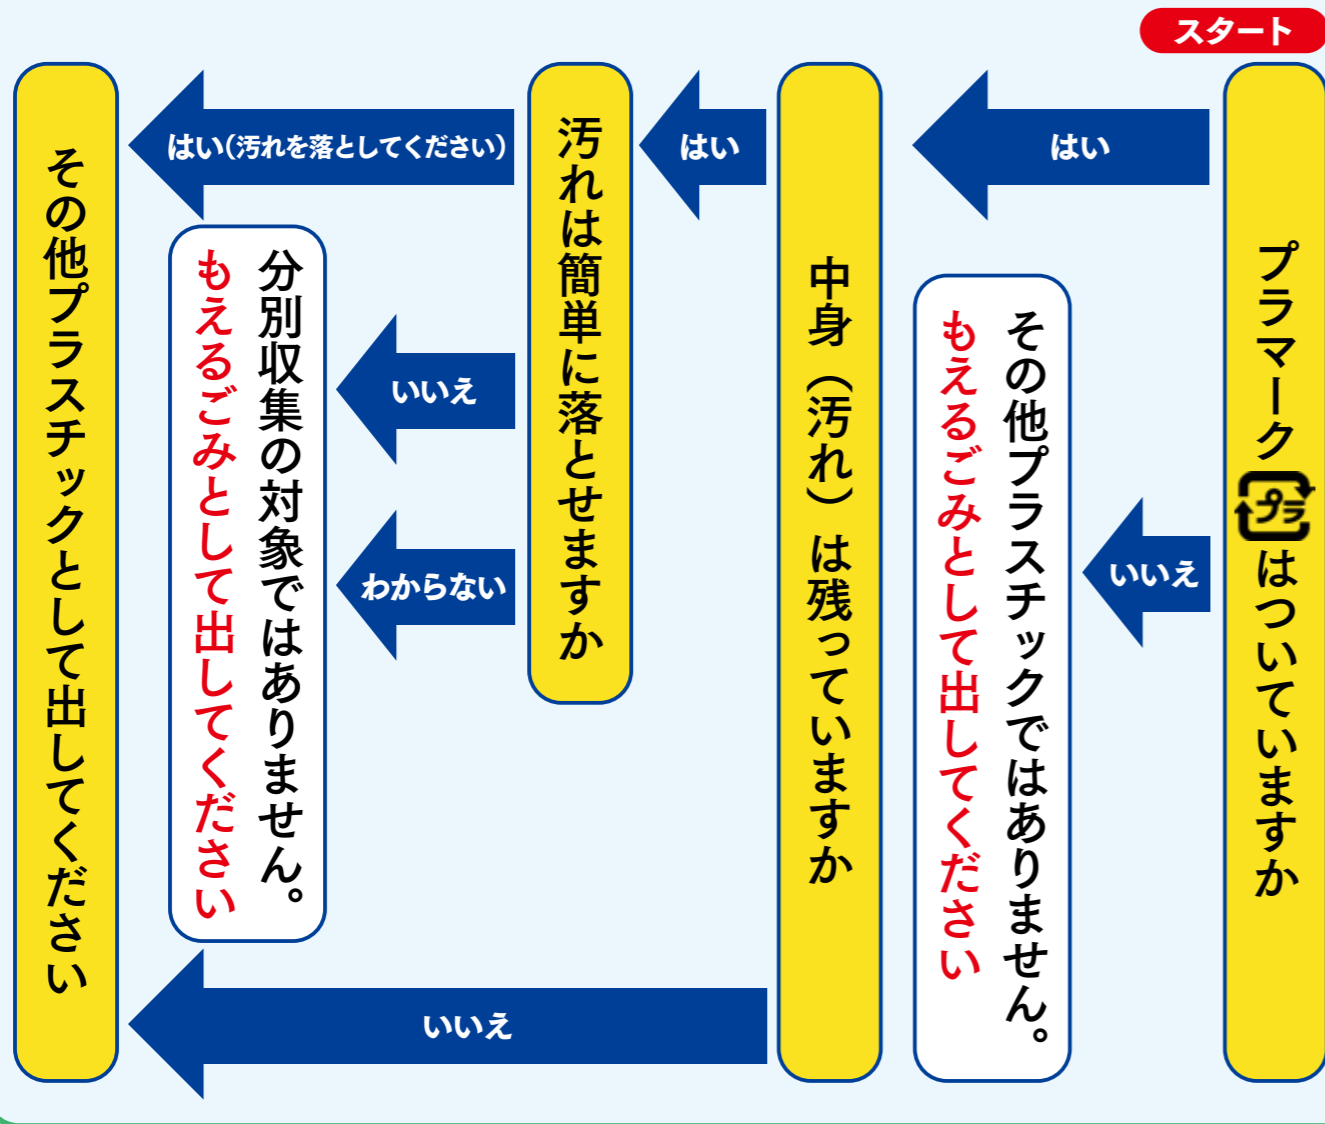 スタート
プラマーク プラ はついていますか
はい
いいえ
その他プラスチックではありません。
もえるごみとして出してください
中身（汚れ）は残っていますか
はい
いいえ
汚れは簡単に落とせますか
はい（汚れを落としてください）
いいえ
わからない
分別収集の対象ではありません。
もえるごみとして出してください
その他プラスチックとして出してください